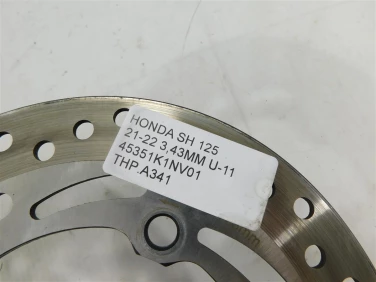 HONDA SH 125
21-22 3,43MM U-11
45351K1NV01
THP.A341